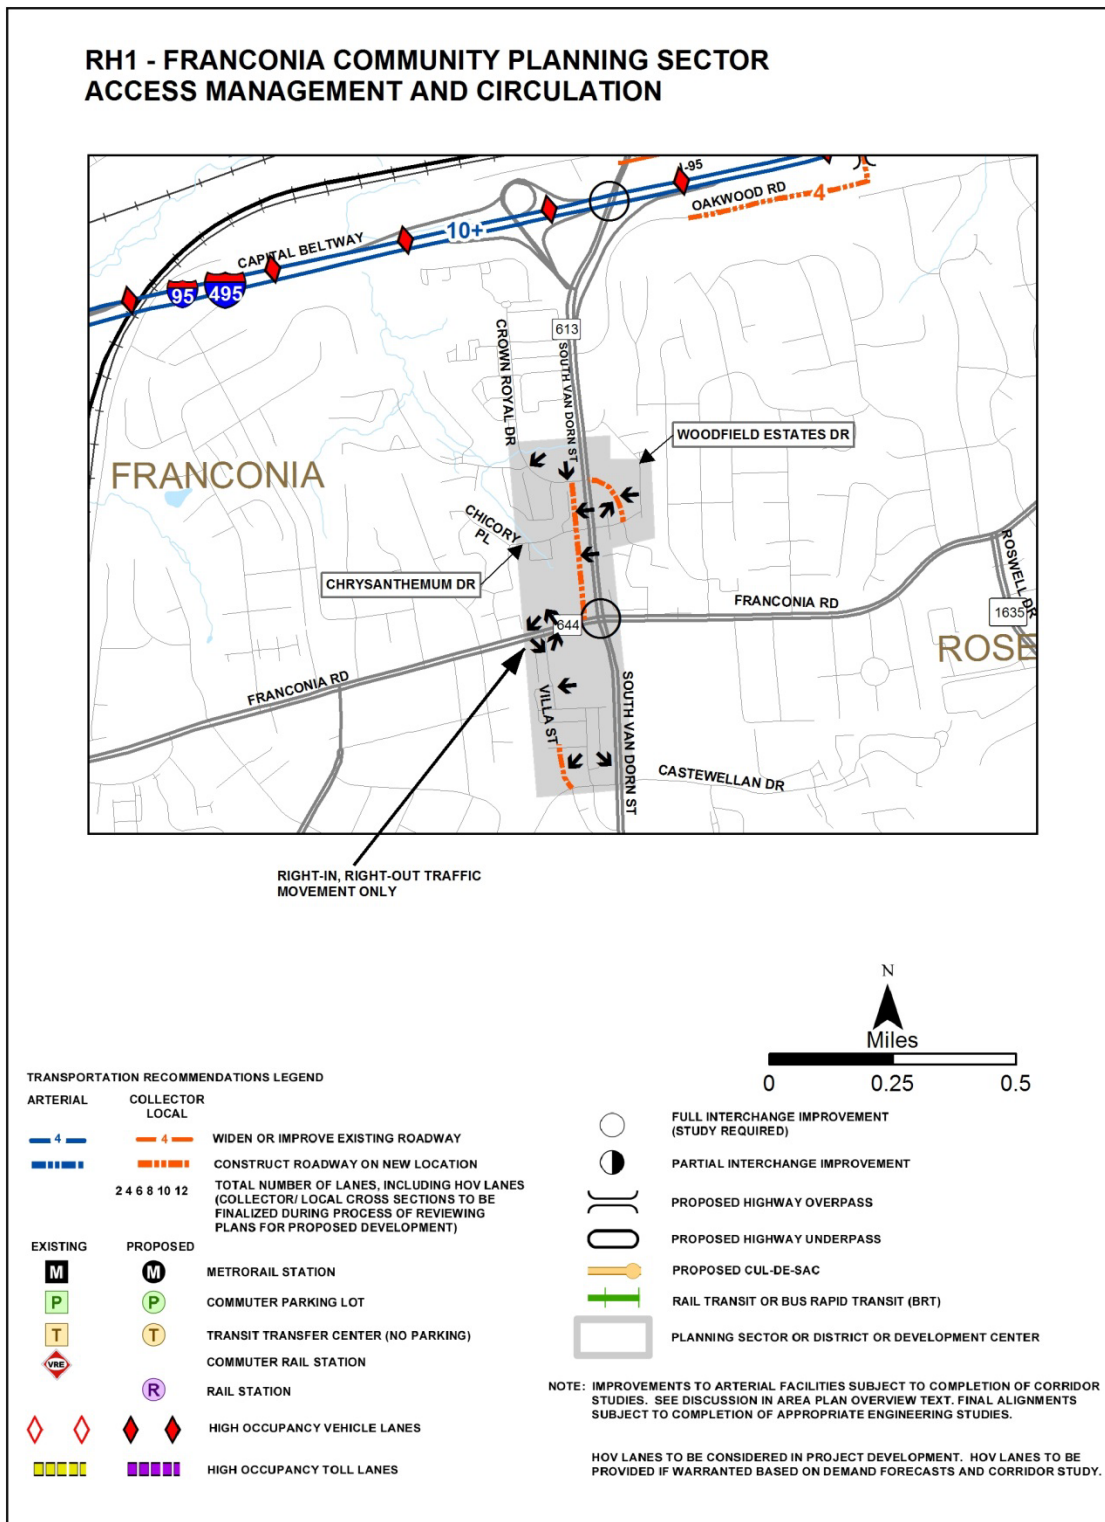 RH1 - FRANCONIA COMMUNITY PLANNING SECTOR
ACCESS MANAGEMENT AND CIRCULATION
I-95
OAKWOOD RD
4
10+
CAPITAL BELTWAY
95
495
613
CROWN ROYAL DR
SOUTH VAN DORN ST
WOODFIELD ESTATES DR
FRANCONIA
CHICORY
PL
CHRYSANTHEMUM DR
ROSWELL DR
FRANCONIA RD
1635
644
ROSE
FRANCONIA RD
VILLA ST
SOUTH VAN DORN ST
CASTEWELLAN DR
RIGHT-IN, RIGHT-OUT TRAFFIC
MOVEMENT ONLY
N
Miles
0 0.25 0.5
TRANSPORTATION RECOMMENDATIONS LEGEND
ARTERIAL COLLECTOR
LOCAL
4 4 WIDEN OR IMPROVE EXISTING ROADWAY
CONSTRUCT ROADWAY ON NEW LOCATION
2 4 6 8 10 12 TOTAL NUMBER OF LANES, INCLUDING HOV LANES
(COLLECTOR/ LOCAL CROSS SECTIONS TO BE
FINALIZED DURING PROCESS OF REVIEWING
PLANS FOR PROPOSED DEVELOPMENT)
EXISTING PROPOSED
M M METRORAIL STATION
P P COMMUTER PARKING LOT
T T TRANSIT TRANSFER CENTER (NO PARKING)
VRE COMMUTER RAIL STATION
R RAIL STATION
HIGH OCCUPANCY VEHICLE LANES
HIGH OCCUPANCY TOLL LANES
FULL INTERCHANGE IMPROVEMENT
(STUDY REQUIRED)
PARTIAL INTERCHANGE IMPROVEMENT
PROPOSED HIGHWAY OVERPASS
PROPOSED HIGHWAY UNDERPASS
PROPOSED CUL-DE-SAC
RAIL TRANSIT OR BUS RAPID TRANSIT (BRT)
PLANNING SECTOR OR DISTRICT OR DEVELOPMENT CENTER
NOTE: IMPROVEMENTS TO ARTERIAL FACILITIES SUBJECT TO COMPLETION OF CORRIDOR
STUDIES. SEE DISCUSSION IN AREA PLAN OVERVIEW TEXT. FINAL ALIGNMENTS
SUBJECT TO COMPLETION OF APPROPRIATE ENGINEERING STUDIES.
HOV LANES TO BE CONSIDERED IN PROJECT DEVELOPMENT. HOV LANES TO BE
PROVIDED IF WARRANTED BASED ON DEMAND FORECASTS AND CORRIDOR STUDY.